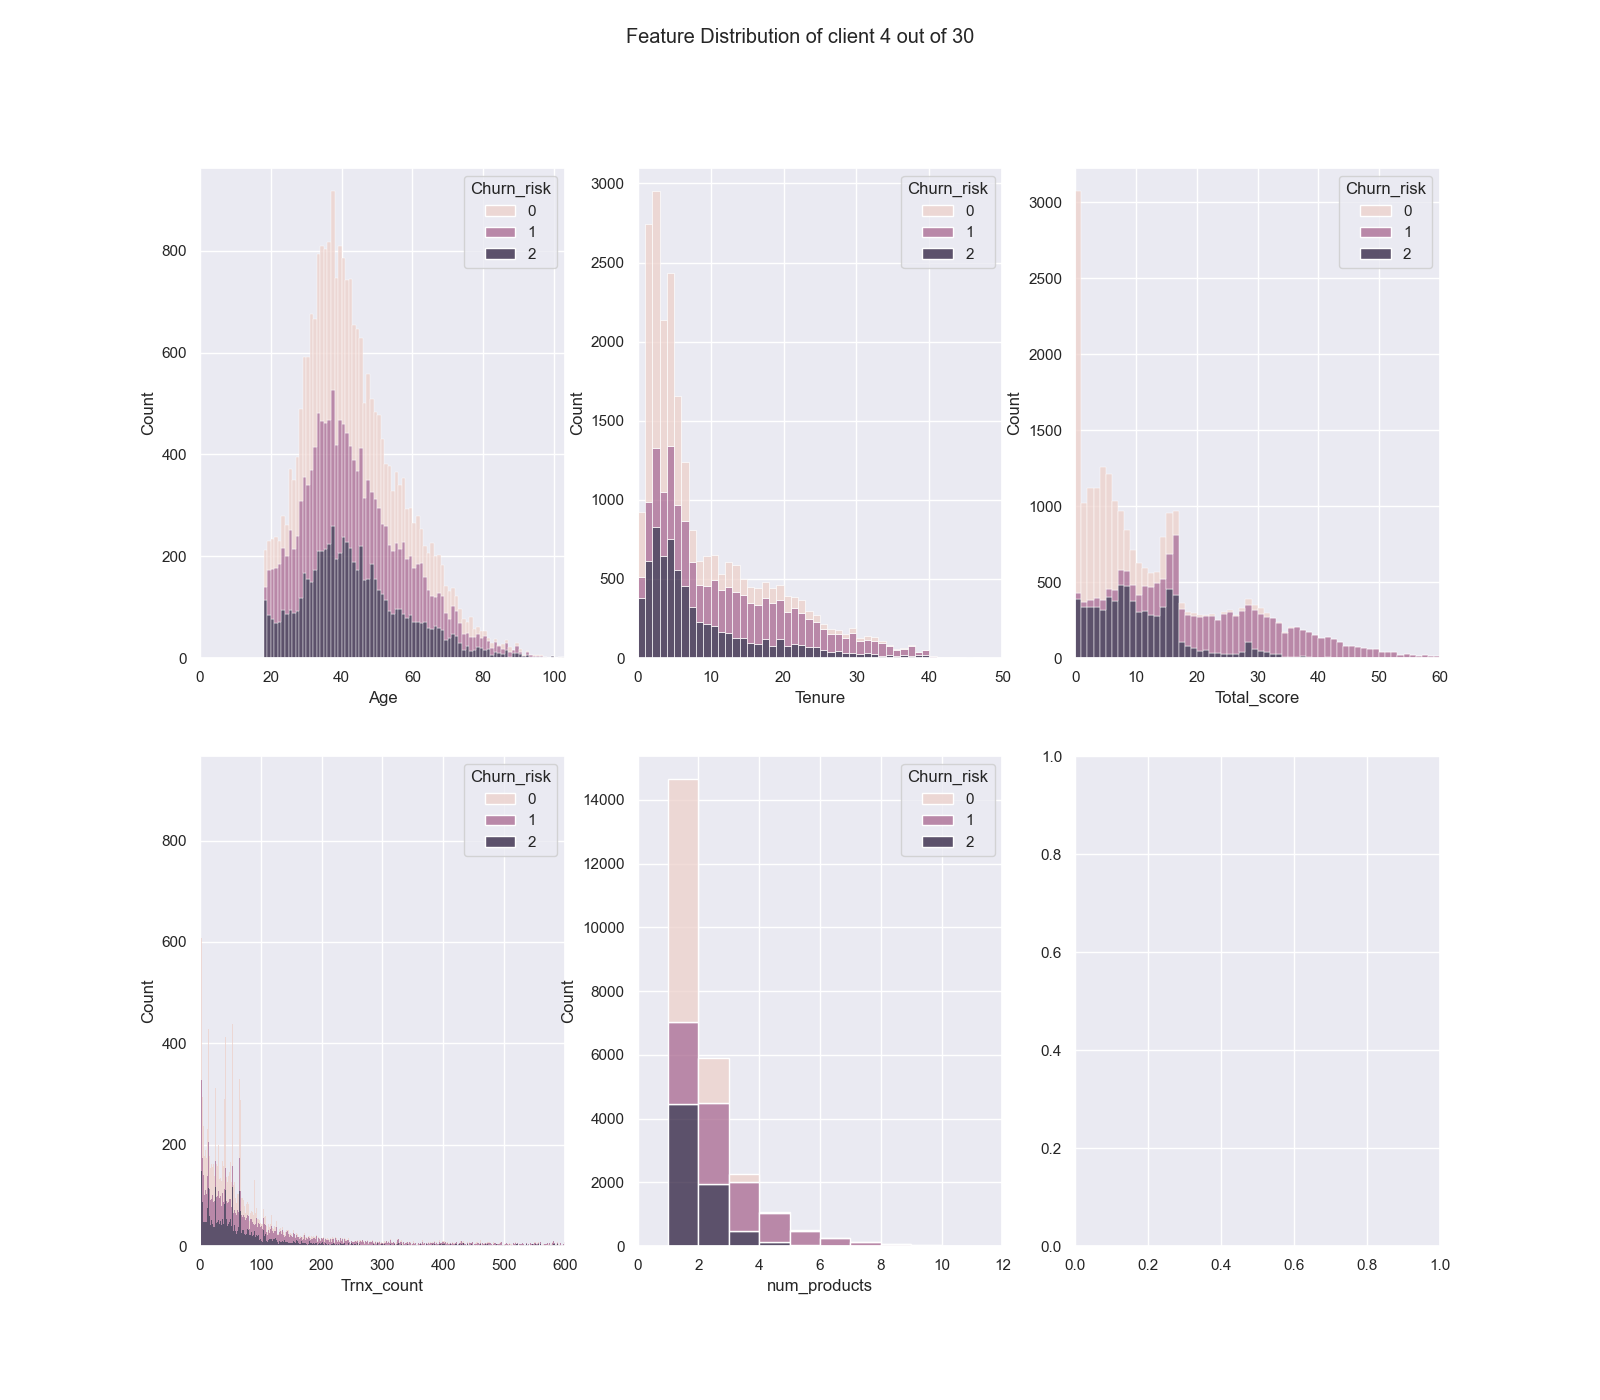 Feature Distribution of client 4 out of 30
Churn_risk
0
1
2
800
600
400
200
0
Count
0 20 40 60 80 100
Age
Churn_risk
0
1
2
3000
2500
2000
1500
1000
500
0
Count
0 10 20 30 40 50
Tenure
Churn_risk
0
1
2
3000
2500
2000
1500
1000
500
0
Count
0 10 20 30 40 50 60
Total_score
Churn_risk
0
1
2
800
600
400
200
0
Count
0 100 200 300 400 500 600
Trnx_count
Churn_risk
0
1
2
14000
12000
10000
8000
6000
4000
2000
0
Count
0 2 4 6 8 10 12
num_products
1.0
0.8
0.6
0.4
0.2
0.0
0.0 0.2 0.4 0.6 0.8 1.0